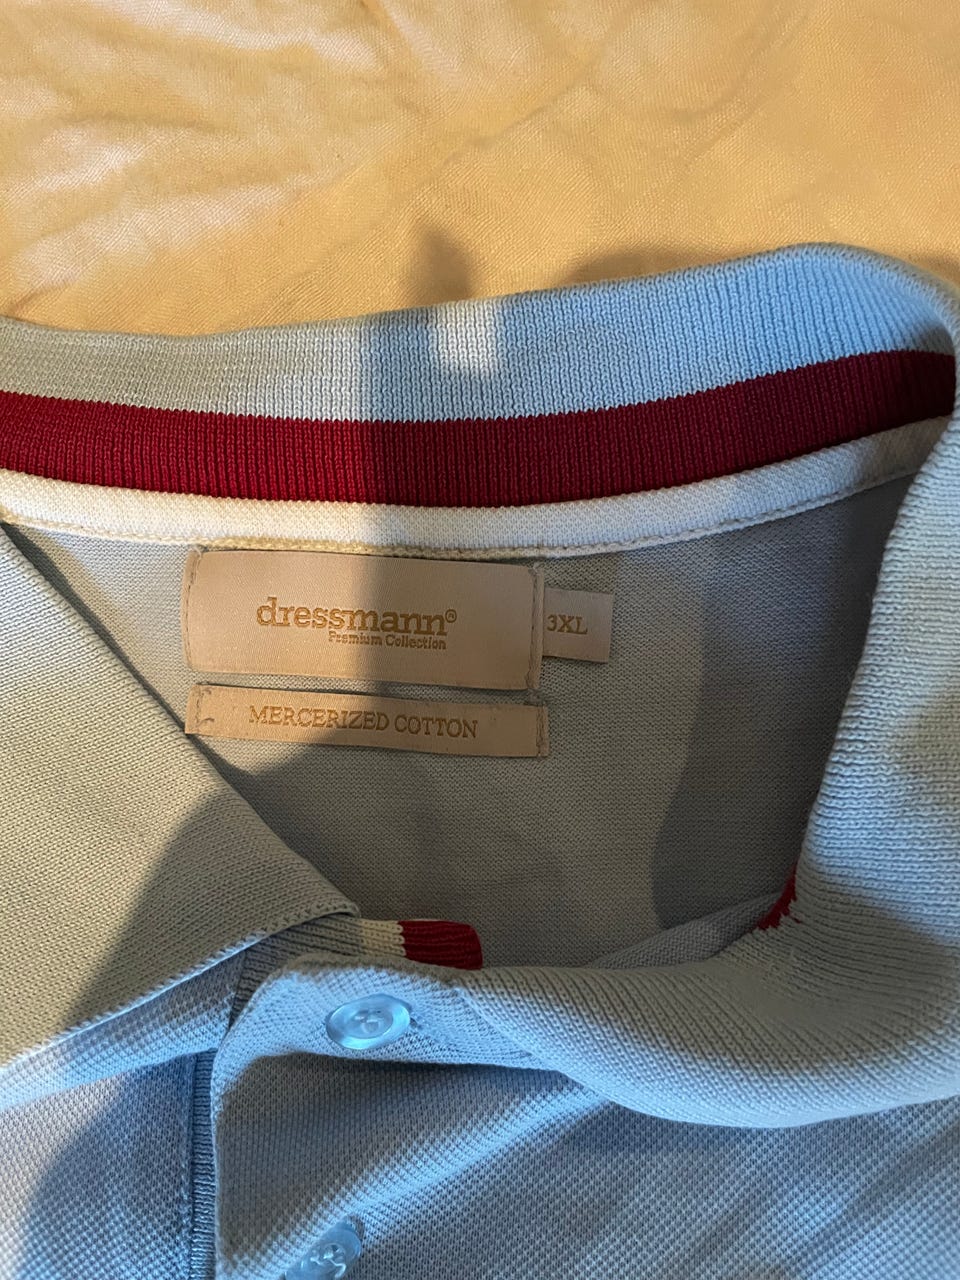 dressmann®
Premium Collection
3XL
MERCERIZED COTTON